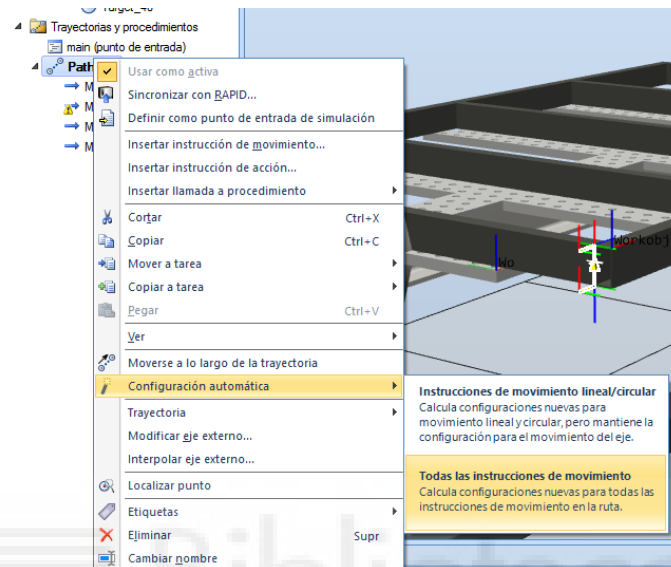 Target_40
Trayectorias y procedimientos
main (punto de entrada)
Path
M
M
M
M
Usar como activa
Sincronizar con RAPID...
Definir como punto de entrada de simulación
Insertar instrucción de movimiento...
Insertar instrucción de acción...
Insertar llamada a procedimiento
Cortar Ctrl+X
Copiar Ctrl+C
Mover a tarea
Copiar a tarea
Pegar Ctrl+V
Ver
Moverse a lo largo de la trayectoria
Configuración automática
Trayectoria
Modificar eje externo...
Interpolar eje externo...
Localizar punto
Etiquetas
Eliminar Supr
Cambiar nombre
Instrucciones de movimiento lineal/circular
Calcula configuraciones nuevas para
movimiento lineal y circular, pero mantiene la
configuración para el movimiento del eje.
Todas las instrucciones de movimiento
Calcula configuraciones nuevas para todas las
instrucciones de movimiento en la ruta.
Wo
Workobj